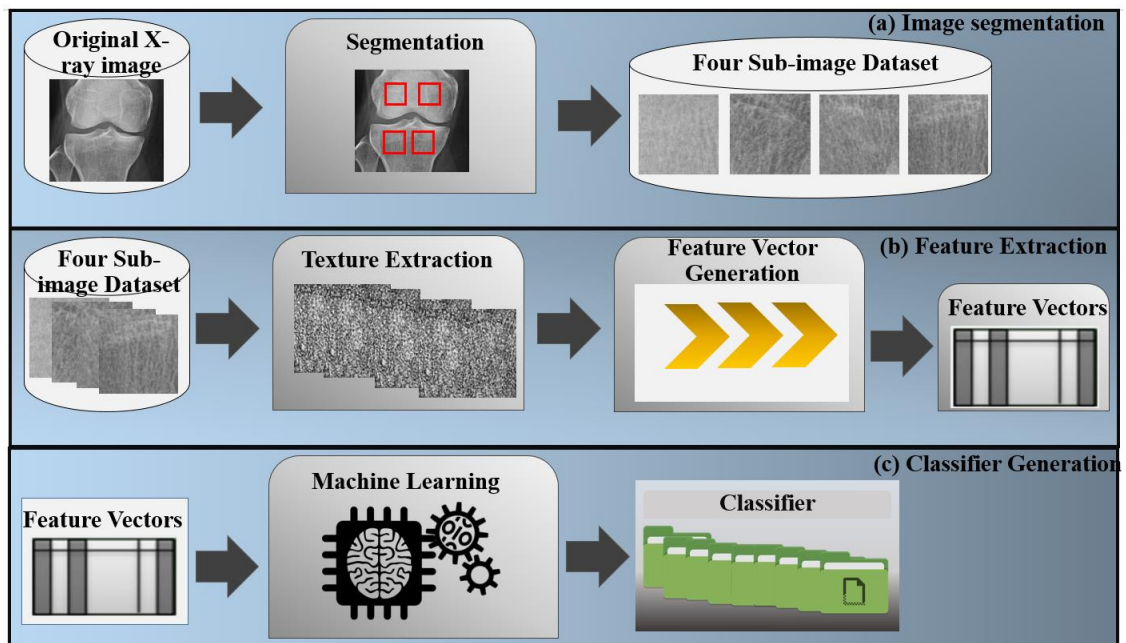 (a) Image segmentation
Original X-
ray image
Segmentation
Four Sub-image Dataset
(b) Feature Extraction
Four Sub-
image Dataset
Texture Extraction
Feature Vector
Generation
Feature Vectors
(c) Classifier Generation
Feature Vectors
Machine Learning
Classifier